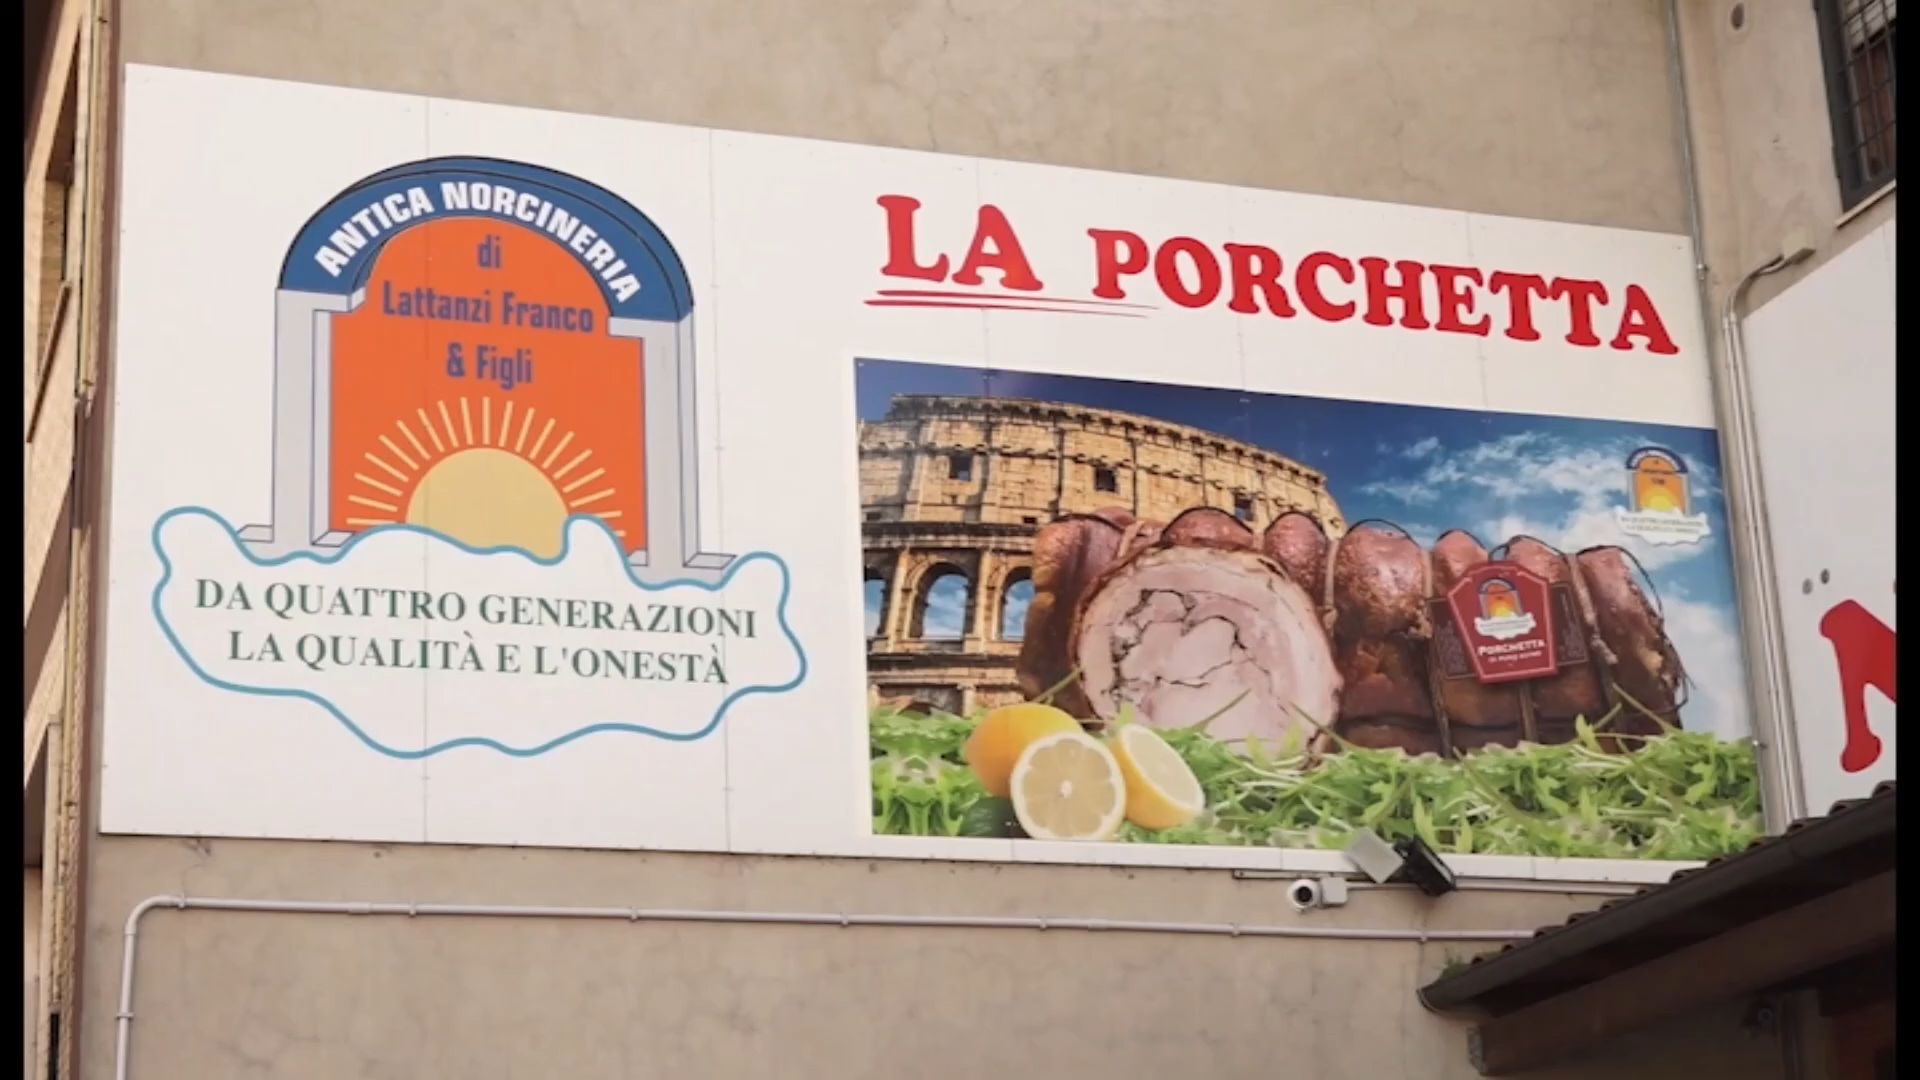 ANTICA NORCINERIA
di
Lattanzi Franco
& Figli
DA QUATTRO GENERAZIONI
LA QUALITÀ E L'ONESTÀ
LA PORCHETTA
PORCHETTA